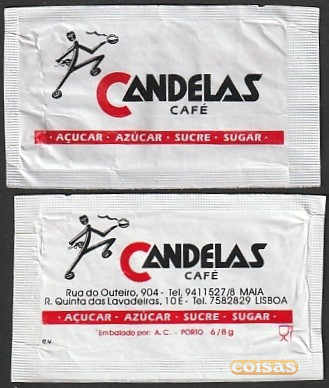 CANDELAS
CAFÉ
· AÇUCAR · AZÚCAR · SUCRE · SUGAR ·
CANDELAS
CAFÉ
Rua do Outeiro, 904 - Tel. 9411527/8 MAIA
R. Quinta das Lavadeiras, 10 E - Tel. 7582829 LISBOA
· AÇUCAR · AZÚCAR · SUCRE · SUGAR ·
Embalado por: A. C. - PORTO 6/8g
e.v.
coisas